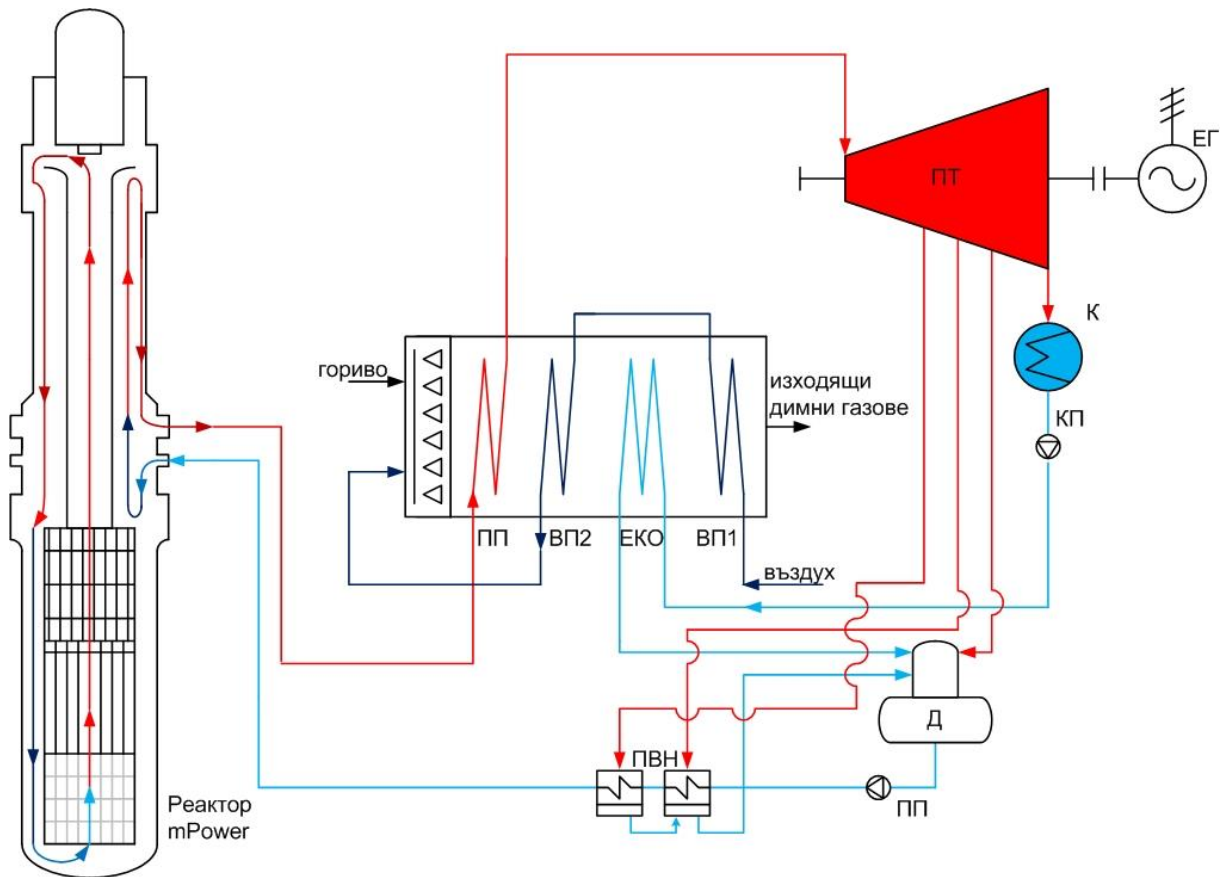 ЕГ
ПТ
К
КП
гориво
изходящи
димни газове
ПП
ВП2
ЕКО
ВП1
въздух
Д
ПВН
ПП
Реактор
mPower